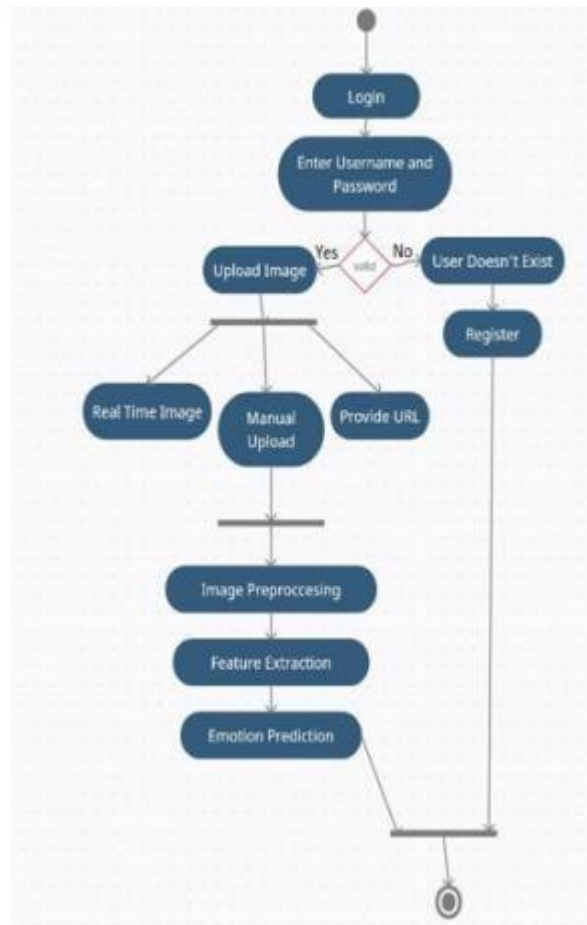 Login
Enter Username and
Password
Yes
valid
No
Upload Image
User Doesn't Exist
Register
Real Time Image
Manual
Upload
Provide URL
Image Preproccesing
Feature Extraction
Emotion Prediction